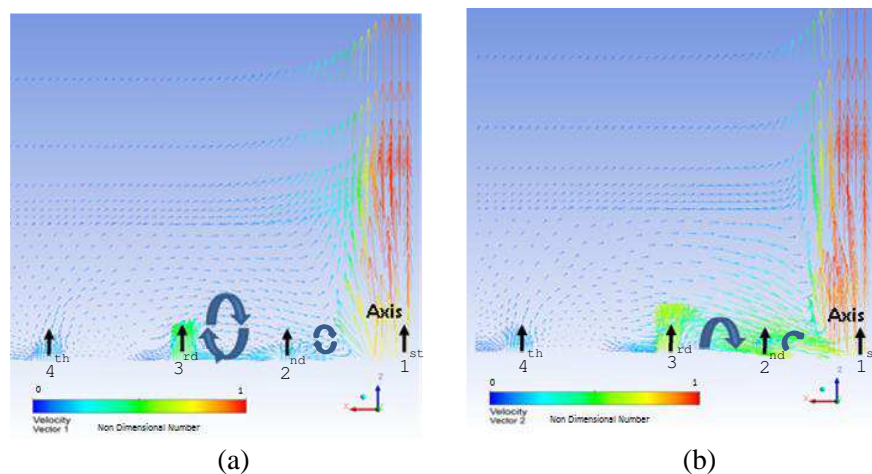 Axis
4th
3rd
2nd
1st
0
1
Velocity
Vector 1
Non Dimensional Number
x
z
(a)
Axis
4th
3rd
2nd
1st
0
1
Velocity
Vector 2
Non Dimensional Number
x
z
(b)